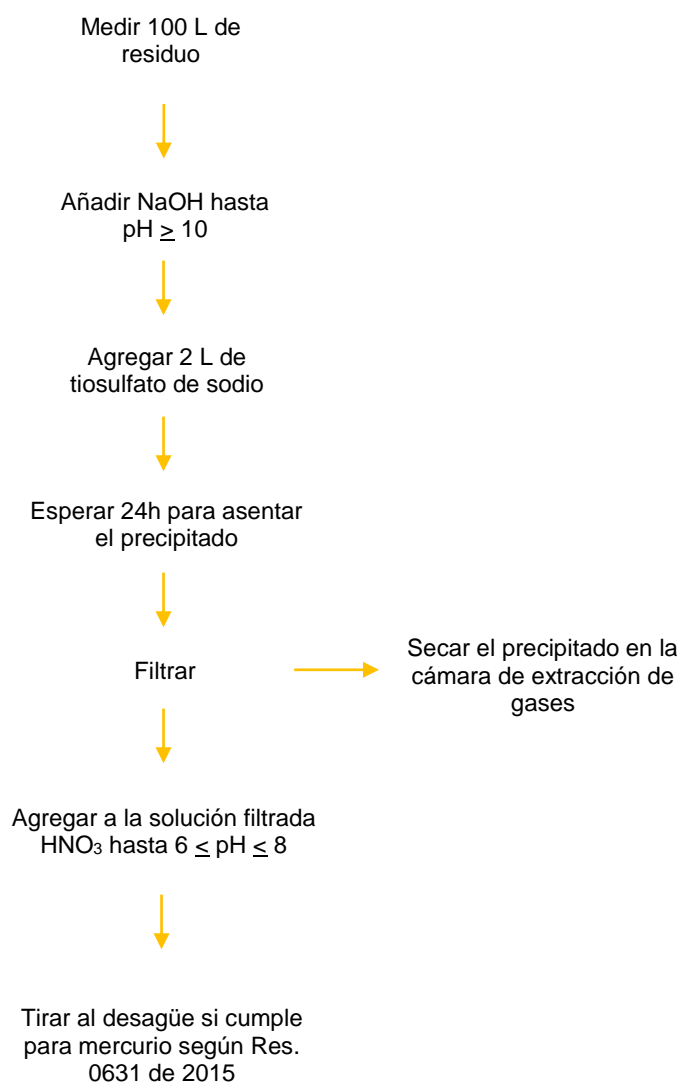 Medir 100 L de
residuo
Añadir NaOH hasta
pH ≥ 10
Agregar 2 L de
tiosulfato de sodio
Esperar 24h para asentar
el precipitado
Filtrar
Secar el precipitado en la
cámara de extracción de
gases
Agregar a la solución filtrada
HNO₃ hasta 6 ≤ pH ≤ 8
Tirar al desagüe si cumple
para mercurio según Res.
0631 de 2015